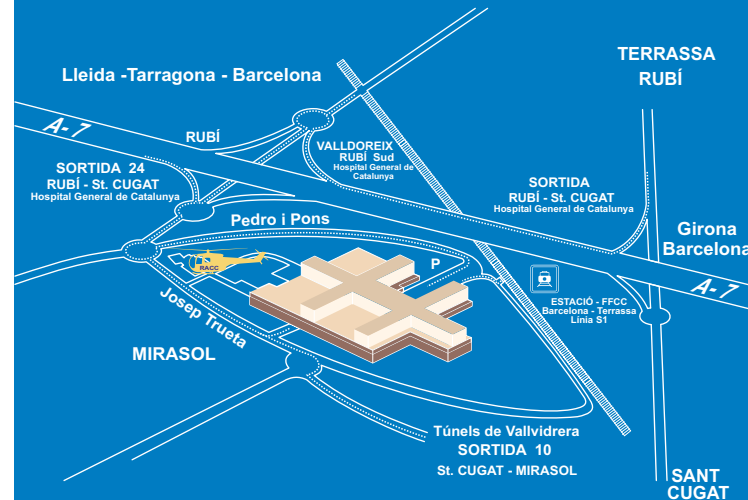 TERRASSA
RUBÍ
Lleida -Tarragona - Barcelona
A-7
RUBÍ
VALLDOREIX
RUBÍ Sud
Hospital General de
Catalunya
SORTIDA 24
RUBÍ - St. CUGAT
Hospital General de Catalunya
SORTIDA
RUBÍ - St. CUGAT
Hospital General de Catalunya
Pedro i Pons
Girona
Barcelona
P
RACC
A-7
ESTACIÓ - FFCC
Barcelona - Terrassa
Línia S1
Josep Trueta
MIRASOL
Túnels de Vallvidrera
SORTIDA 10
St. CUGAT - MIRASOL
SANT
CUGAT